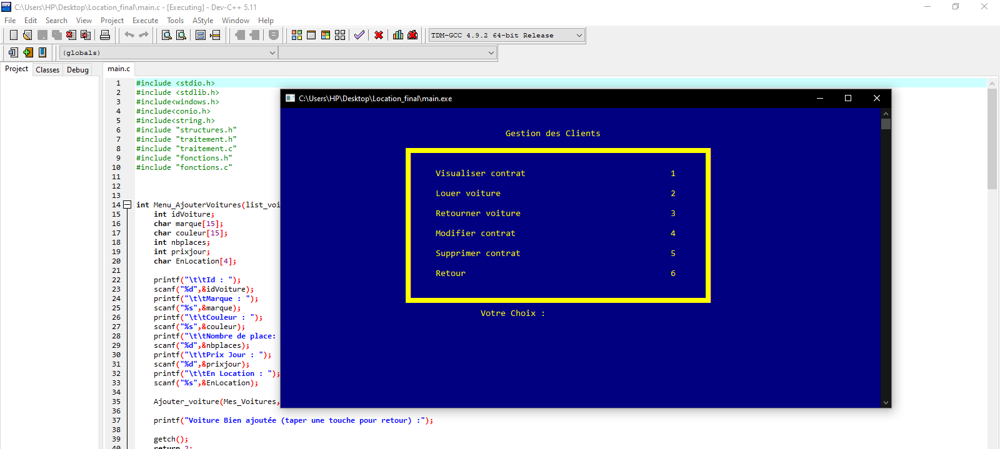 C:\Users\HP\Desktop\Location_final\main.c - [Executing] - Dev-C++ 5.11
File Edit Search View Project Execute Tools AStyle Window Help
TDM-GCC 4.9.2 64-bit Release
(globals)
Project Classes Debug
main.c
1 #include <stdio.h>
2 #include <stdlib.h>
3 #include<windows.h>
4 #include<conio.h>
5 #include<string.h>
6 #include "structures.h"
7 #include "traitement.h"
8 #include "traitement.c"
9 #include "fonctions.h"
10 #include "fonctions.c"
11
12
13
14 int Menu_AjouterVoitures(list_voi
15 int idVoiture;
16 char marque[15];
17 char couleur[15];
18 int nbplaces;
19 int prixjour;
20 char EnLocation[4];
21
22 printf("\t\tId : ");
23 scanf("%d",&idVoiture);
24 printf("\t\tMarque : ");
25 scanf("%s",&marque);
26 printf("\t\tCouleur : ");
27 scanf("%s",&couleur);
28 printf("\t\tNombre de place:
29 scanf("%d",&nbplaces);
30 printf("\t\tPrix Jour : ");
31 scanf("%d",&prixjour);
32 printf("\t\tEn Location : ");
33 scanf("%s",&EnLocation);
34
35 Ajouter_voiture(Mes_Voitures,
36
37 printf("Voiture Bien ajoutée (taper une touche pour retour) :");
38
39 getch();
40 return 2;
C:\Users\HP\Desktop\Location_final\main.exe
Gestion des Clients
Visualiser contrat 1
Louer voiture 2
Retourner voiture 3
Modifier contrat 4
Supprimer contrat 5
Retour 6
Votre Choix :